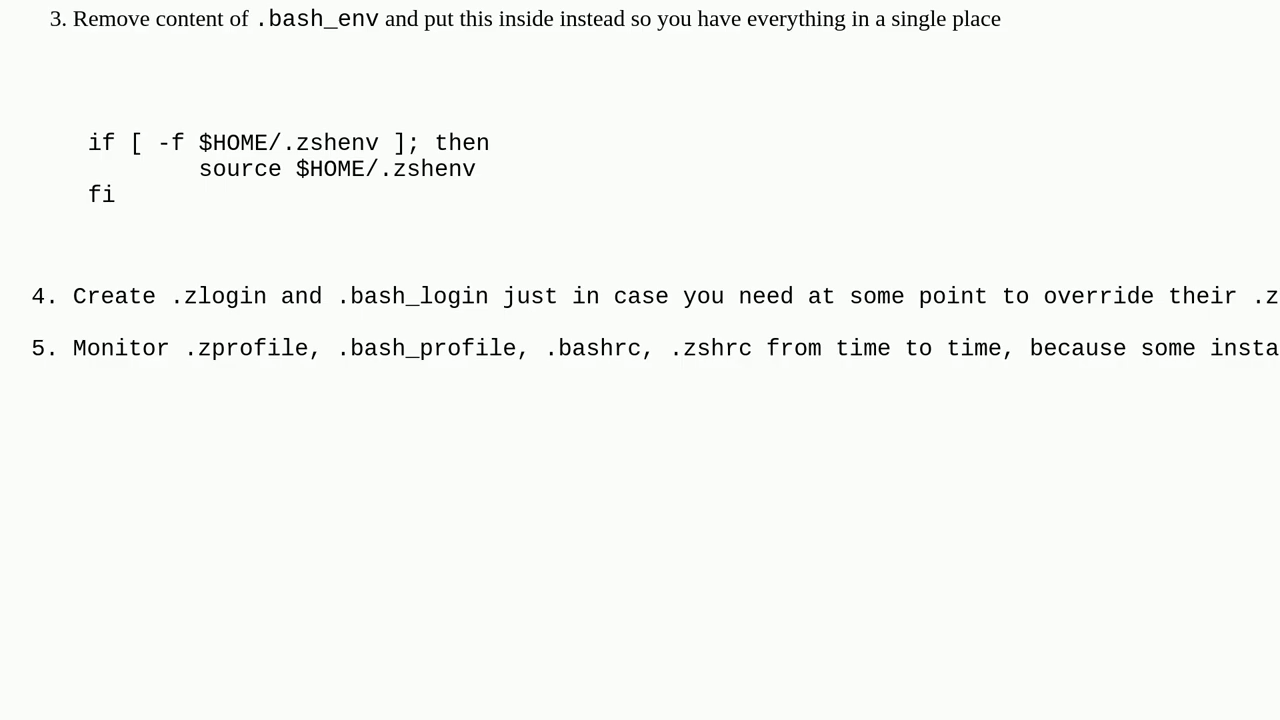 3. Remove content of .bash_env and put this inside instead so you have everything in a single place
if [ -f $HOME/.zshenv ]; then
        source $HOME/.zshenv
fi
4. Create .zlogin and .bash_login just in case you need at some point to override their .z
5. Monitor .zprofile, .bash_profile, .bashrc, .zshrc from time to time, because some insta